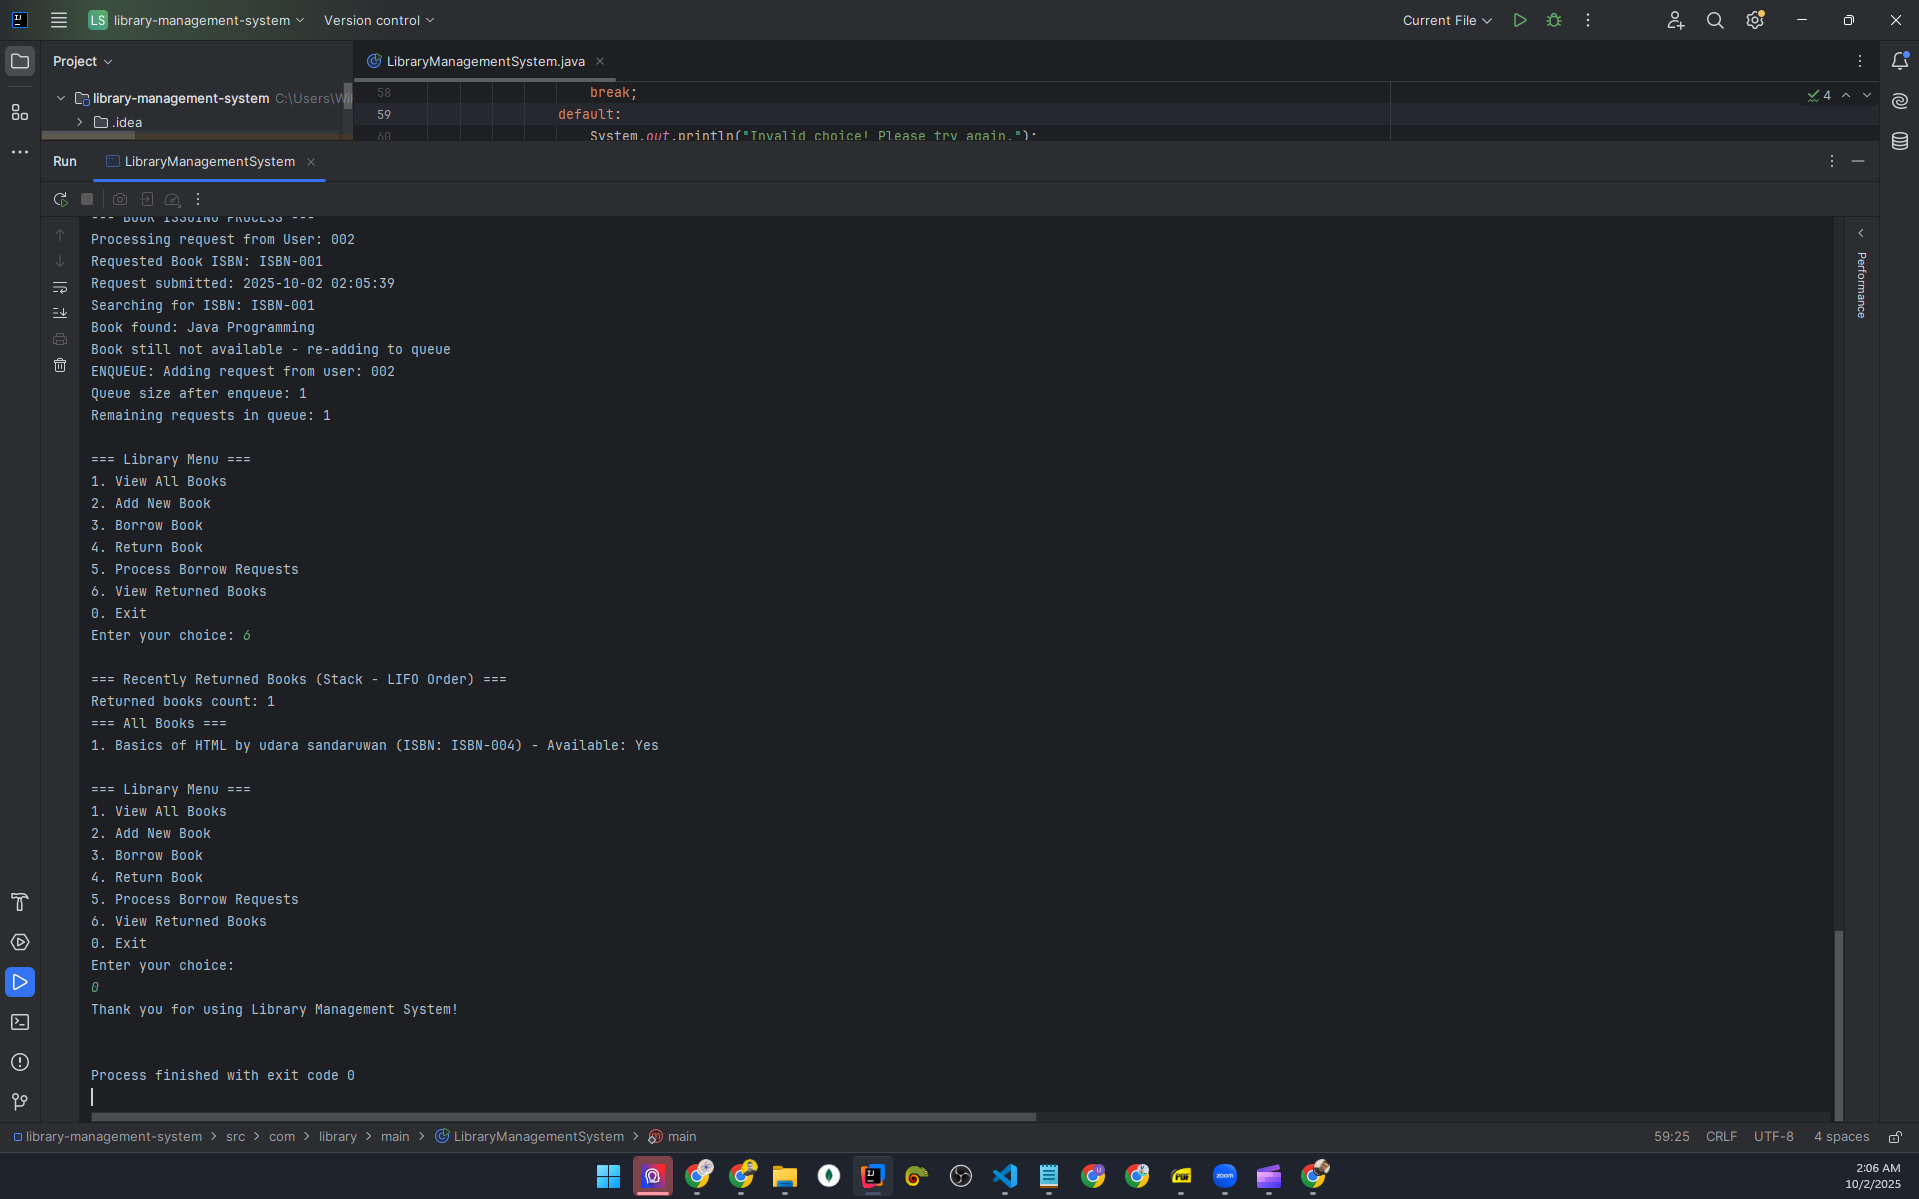 LS library-management-system Version control Current File
Project
LibraryManagementSystem.java
library-management-system C:\Users\Wi
.idea
58 break;
4
59 default:
60 System.out.println("Invalid choice! Please try again.");
Run LibraryManagementSystem
--- BOOK ISSUING PROCESS ---
Processing request from User: 002
Requested Book ISBN: ISBN-001
Request submitted: 2025-10-02 02:05:39
Searching for ISBN: ISBN-001
Book found: Java Programming
Book still not available - re-adding to queue
ENQUEUE: Adding request from user: 002
Queue size after enqueue: 1
Remaining requests in queue: 1
=== Library Menu ===
1. View All Books
2. Add New Book
3. Borrow Book
4. Return Book
5. Process Borrow Requests
6. View Returned Books
0. Exit
Enter your choice: 6
=== Recently Returned Books (Stack - LIFO Order) ===
Returned books count: 1
=== All Books ===
1. Basics of HTML by udara sandaruwan (ISBN: ISBN-004) - Available: Yes
=== Library Menu ===
1. View All Books
2. Add New Book
3. Borrow Book
4. Return Book
5. Process Borrow Requests
6. View Returned Books
0. Exit
Enter your choice:
0
Thank you for using Library Management System!
Process finished with exit code 0
Performance
library-management-system > src > com > library > main > LibraryManagementSystem > main
59:25 CRLF UTF-8 4 spaces
PDF zoom
2:06 AM
10/2/2025